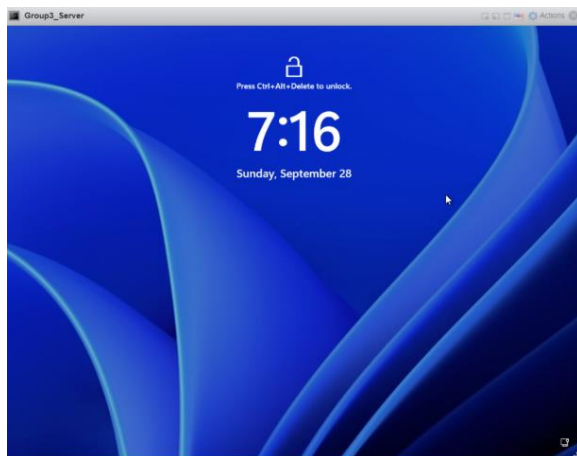 Group3_Server
Actions
Press Ctrl+Alt+Delete to unlock.
7:16
Sunday, September 28